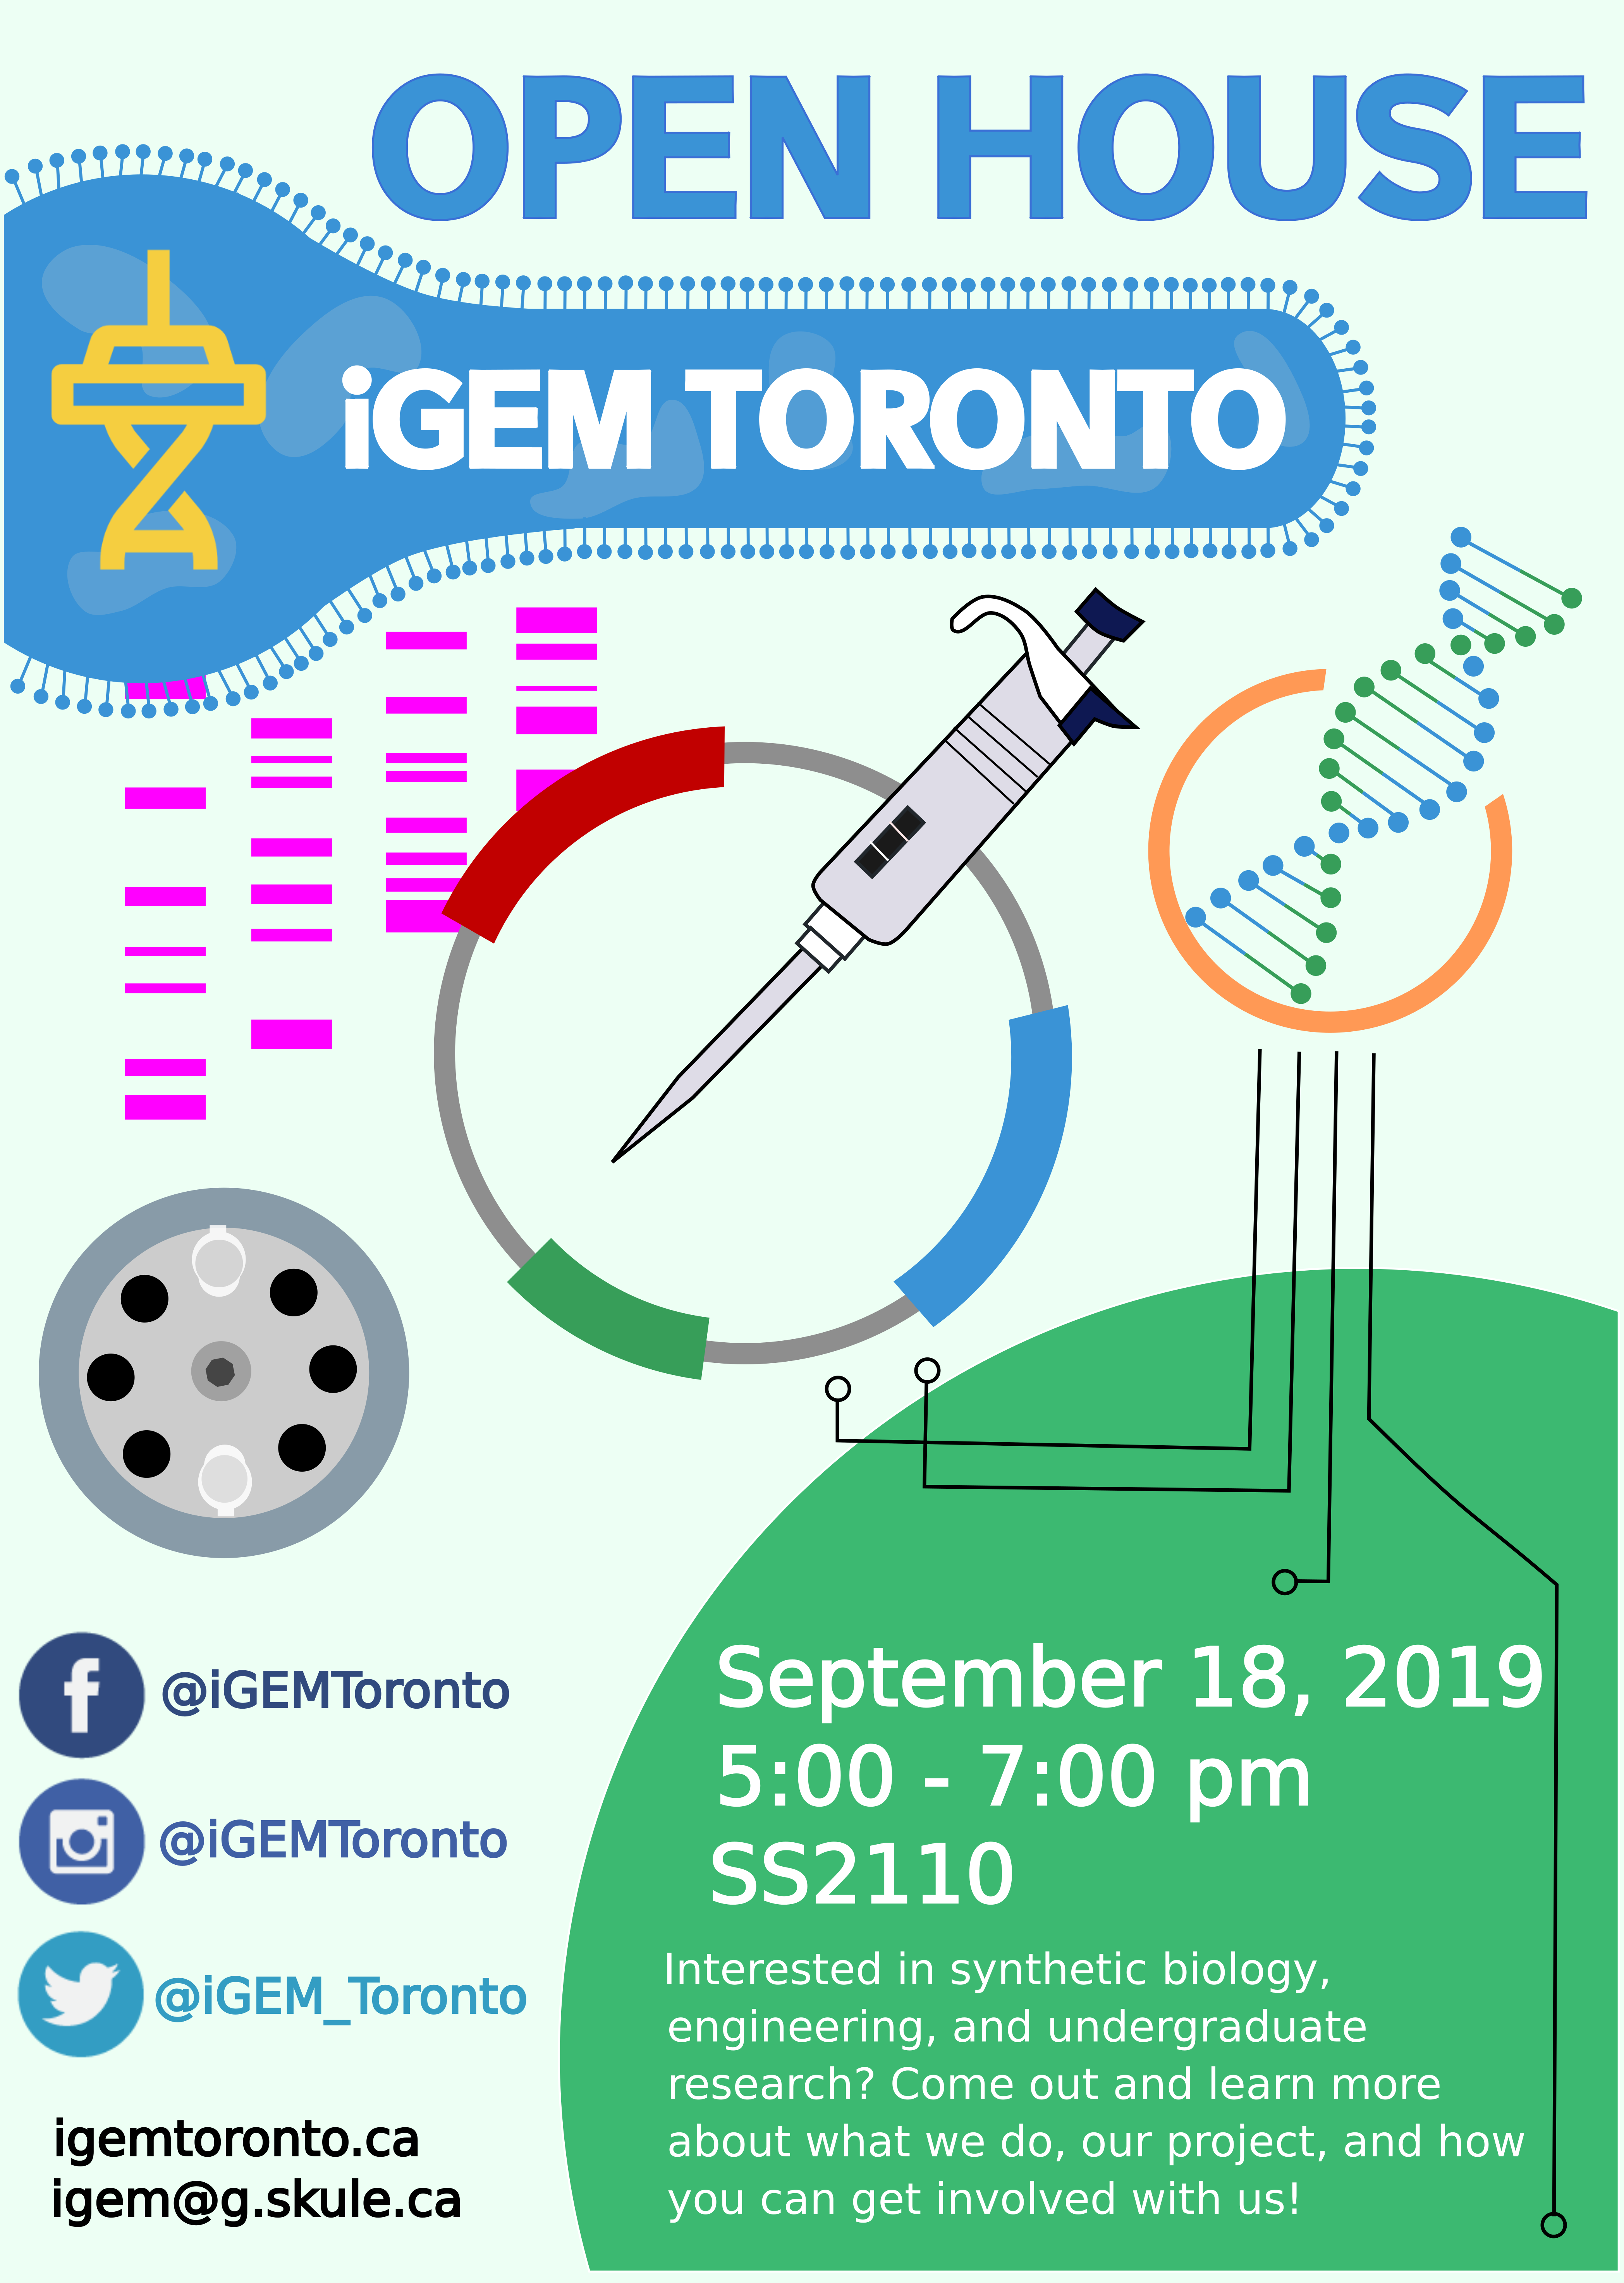 OPEN HOUSE
iGEM TORONTO
@iGEMToronto
@iGEMToronto
@iGEM_Toronto
igemtoronto.ca
igem@g.skule.ca
September 18, 2019
5:00 - 7:00 pm
SS2110
Interested in synthetic biology,
engineering, and undergraduate
research? Come out and learn more
about what we do, our project, and how
you can get involved with us!